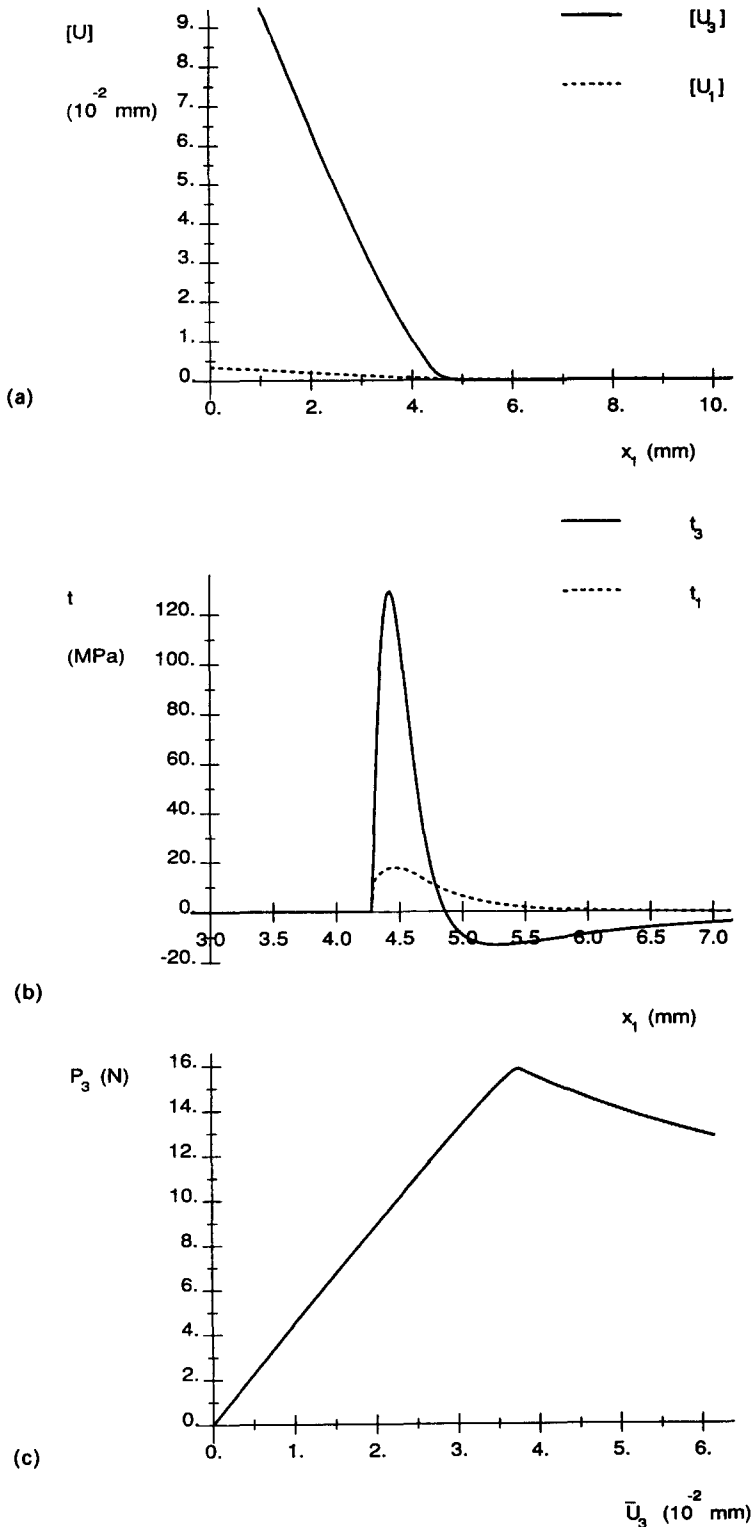 [U]
(10⁻² mm)
[U₃]
[U₁]
9.
8.
7.
6.
5.
4.
3.
2.
1.
0.
0. 2. 4. 6. 8. 10.
(a)
x₁ (mm)
t₃
t₁
t
(MPa)
120.
100.
80.
60.
40.
20.
0.
-20.
3.0 3.5 4.0 4.5 5.0 5.5 6.0 6.5 7.0
(b)
x₁ (mm)
P₃ (N)
16.
14.
12.
10.
8.
6.
4.
2.
0.
0. 1. 2. 3. 4. 5. 6.
(c)
U̅₃ (10⁻² mm)